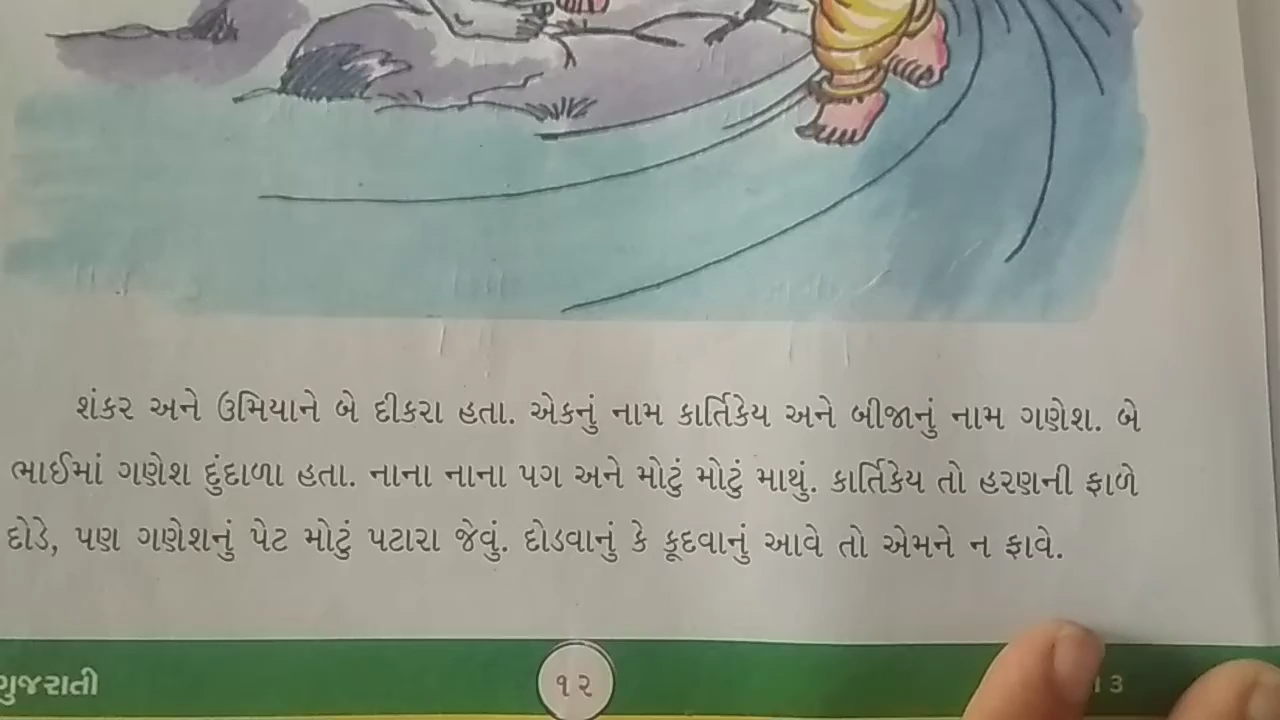 શંકર અને ઉમિયાને બે દીકરા હતા. એકનું નામ કાર્તિકેય અને બીજાનું નામ ગણેશ. બે
ભાઈમાં ગણેશ દુંદાળા હતા. નાના નાના પગ અને મોટું મોટું માથું. કાર્તિકેય તો હરણની ફાળે
દોડે, પણ ગણેશનું પેટ મોટું પટારા જેવું. દોડવાનું કે કૂદવાનું આવે તો એમને ન ફાવે.
ગુજરાતી
૧૨